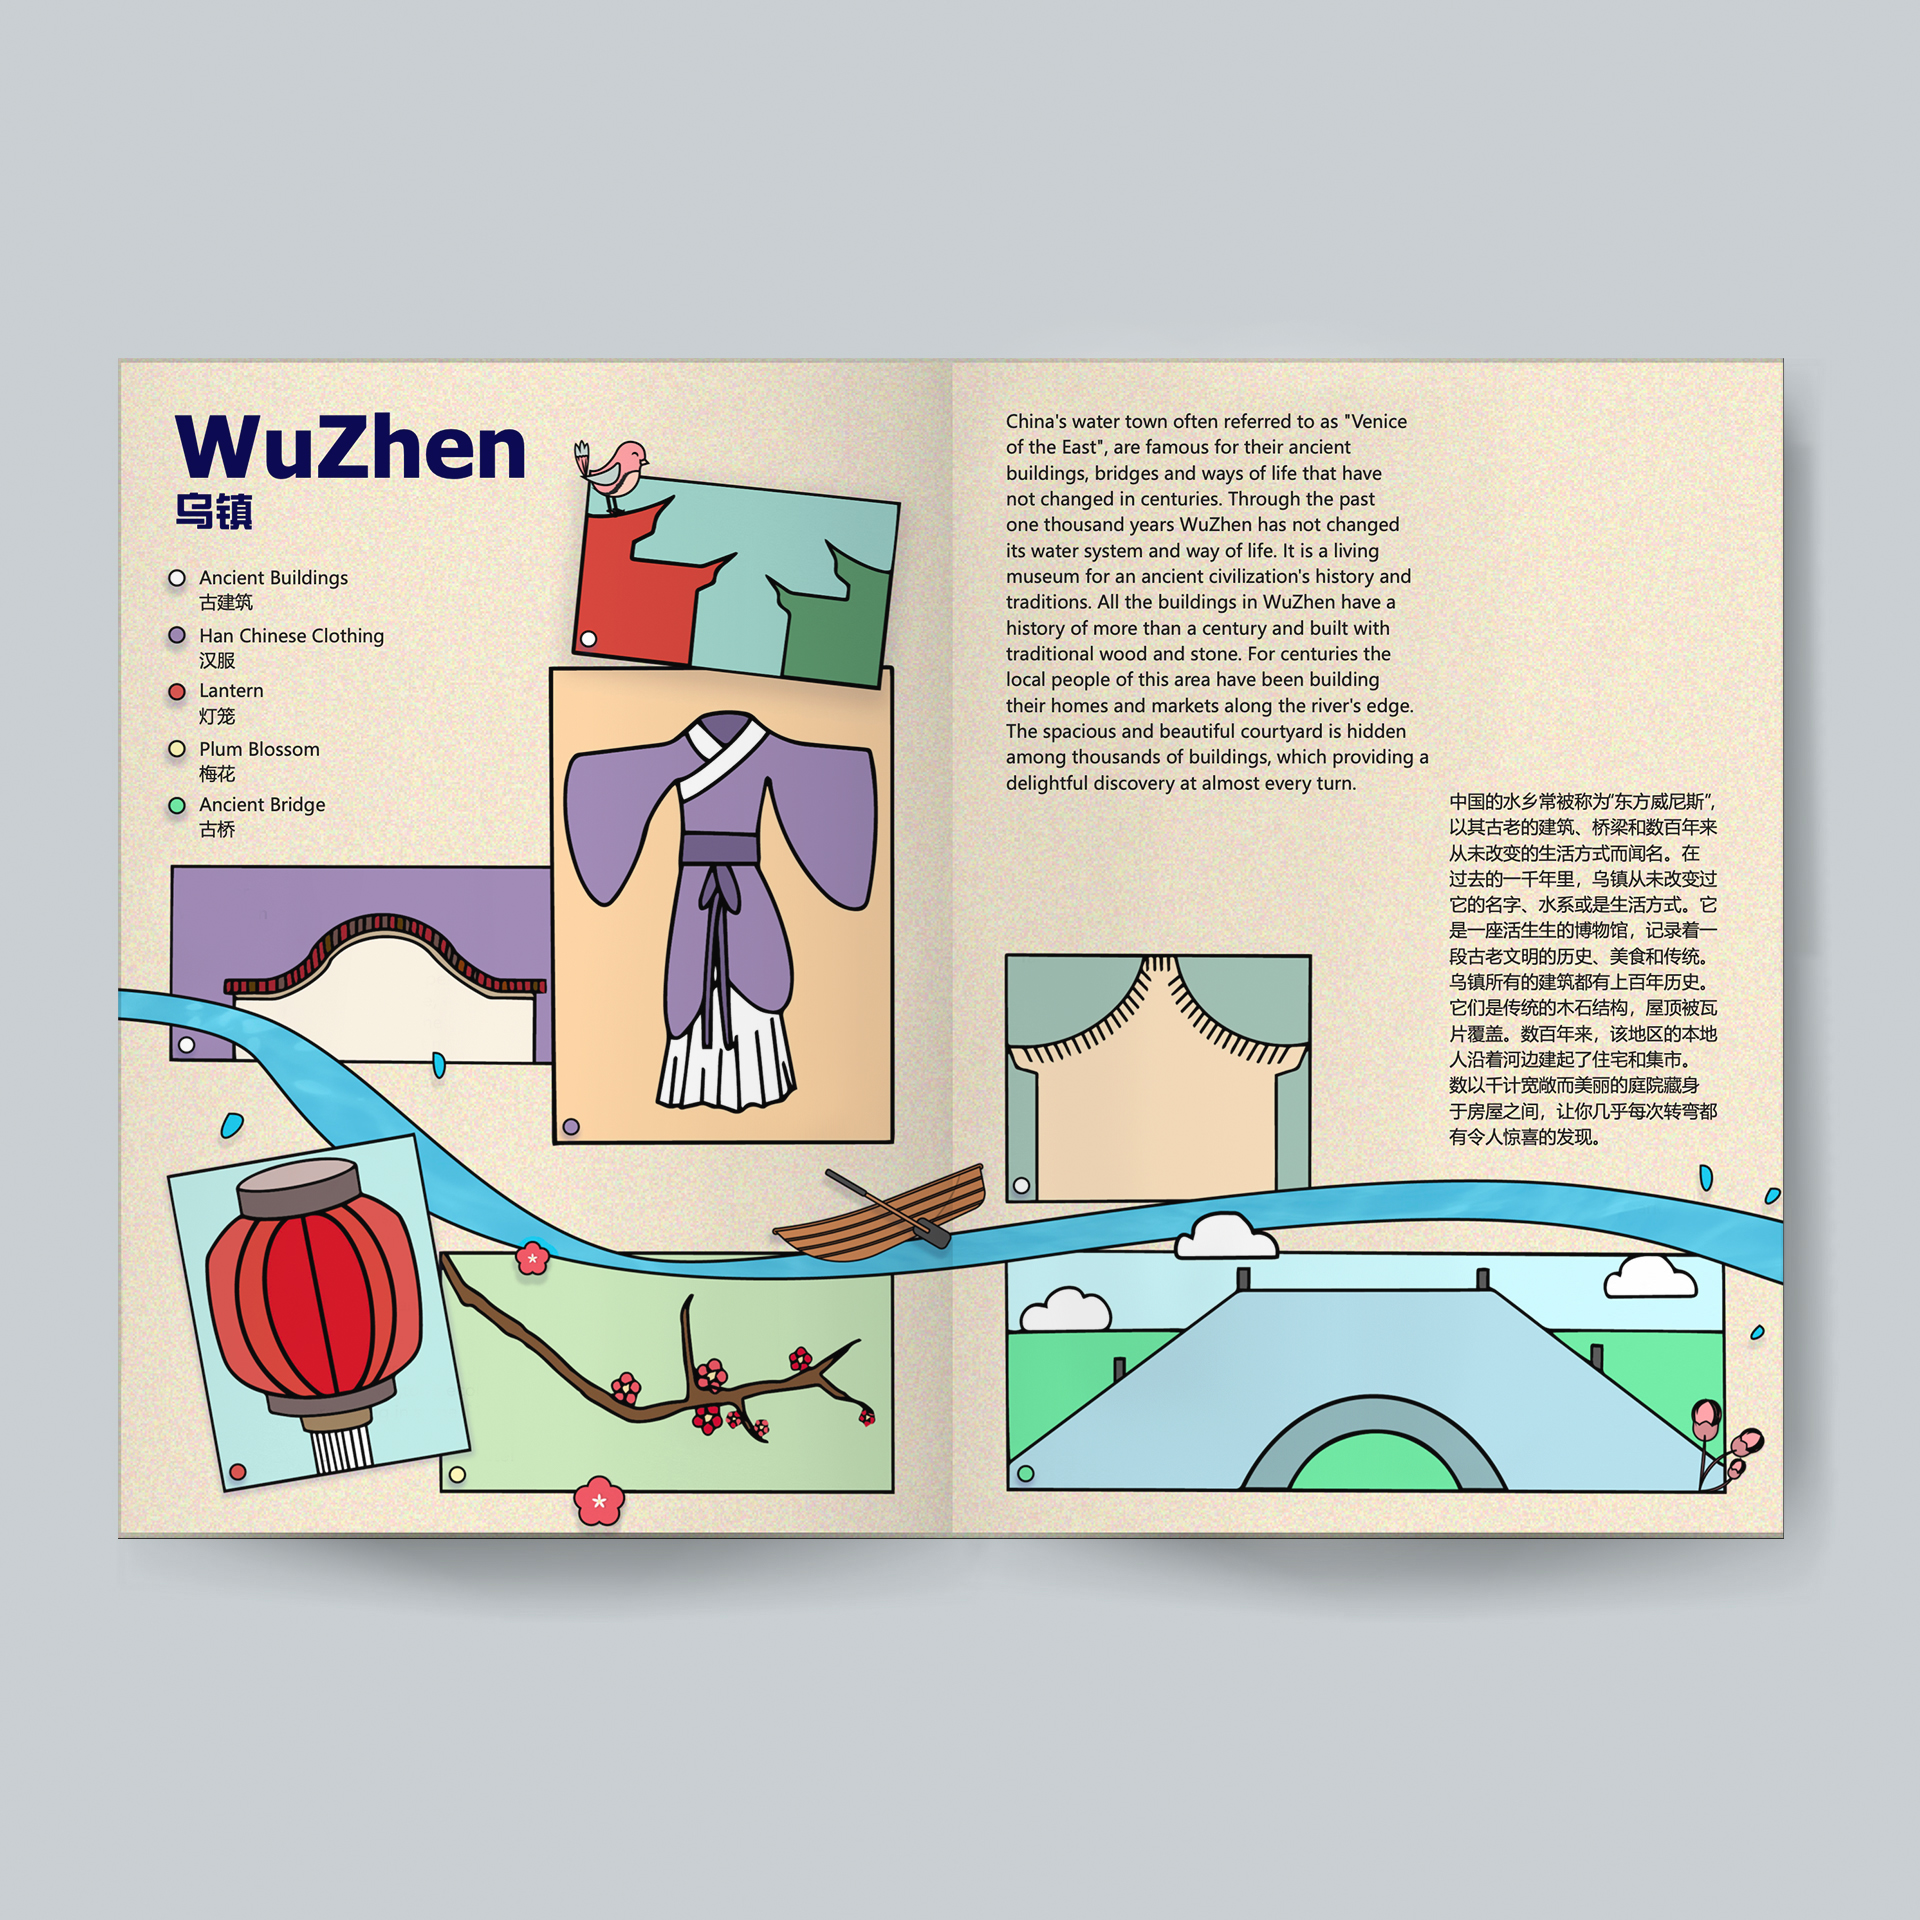 WuZhen
乌镇
Ancient Buildings
古建筑
Han Chinese Clothing
汉服
Lantern
灯笼
Plum Blossom
梅花
Ancient Bridge
古桥
China's water town often referred to as "Venice
of the East", are famous for their ancient
buildings, bridges and ways of life that have
not changed in centuries. Through the past
one thousand years WuZhen has not changed
its water system and way of life. It is a living
museum for an ancient civilization's history and
traditions. All the buildings in WuZhen have a
history of more than a century and built with
traditional wood and stone. For centuries the
local people of this area have been building
their homes and markets along the river's edge.
The spacious and beautiful courtyard is hidden
among thousands of buildings, which providing a
delightful discovery at almost every turn.
中国的水乡常被称为“东方威尼斯”,
以其古老的建筑、桥梁和数百年来
从未改变的生活方式而闻名。在
过去的一千年里，乌镇从未改变过
它的名字、水系或是生活方式。它
是一座活生生的博物馆，记录着一
段古老文明的历史、美食和传统。
乌镇所有的建筑都有上百年历史。
它们是传统的木石结构，屋顶被瓦
片覆盖。数百年来，该地区的本地
人沿着河边建起了住宅和集市。
数以千计宽敞而美丽的庭院藏身
于房屋之间，让你几乎每次转弯都
有令人惊喜的发现。